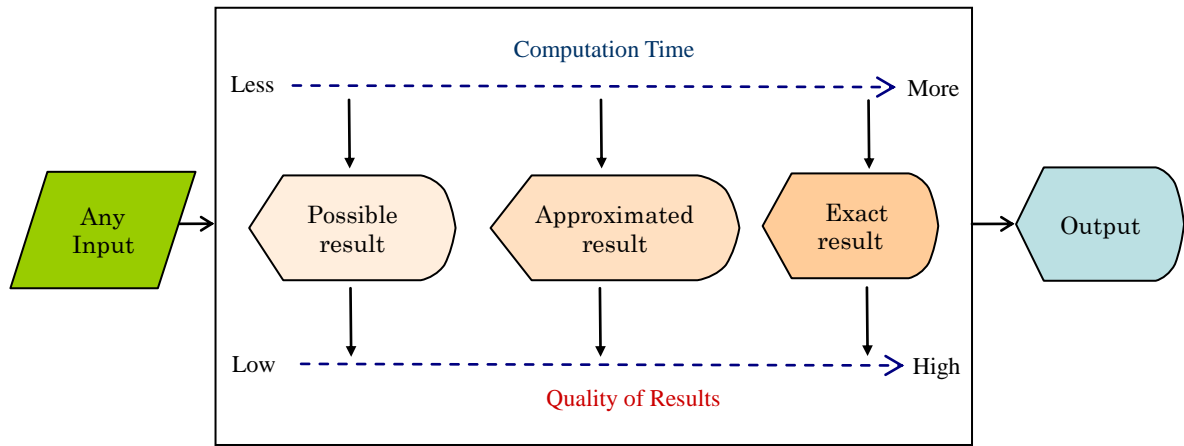 Computation Time
Less
More
Any
Input
Possible
result
Approximated
result
Exact
result
Output
Low
High
Quality of Results